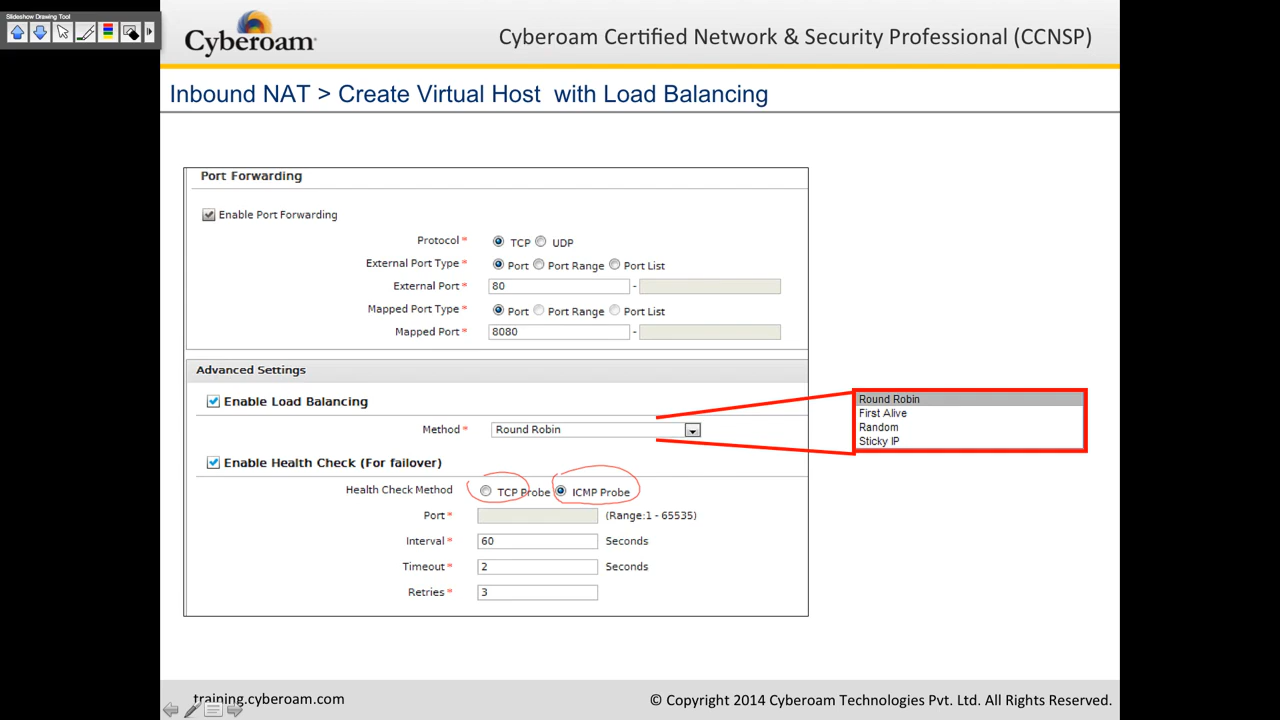 Slideshow Drawing Tool
Cyberoam
Cyberoam Certified Network & Security Professional (CCNSP)
Inbound NAT > Create Virtual Host with Load Balancing
Port Forwarding
Enable Port Forwarding
Protocol * TCP UDP
External Port Type * Port Port Range Port List
External Port * 80 -
Mapped Port Type * Port Port Range Port List
Mapped Port * 8080 -
Advanced Settings
Enable Load Balancing
Method * Round Robin
Round Robin
First Alive
Random
Sticky IP
Enable Health Check (For failover)
Health Check Method TCP Probe ICMP Probe
Port * (Range:1 - 65535)
Interval * 60 Seconds
Timeout * 2 Seconds
Retries * 3
training.cyberoam.com
© Copyright 2014 Cyberoam Technologies Pvt. Ltd. All Rights Reserved.